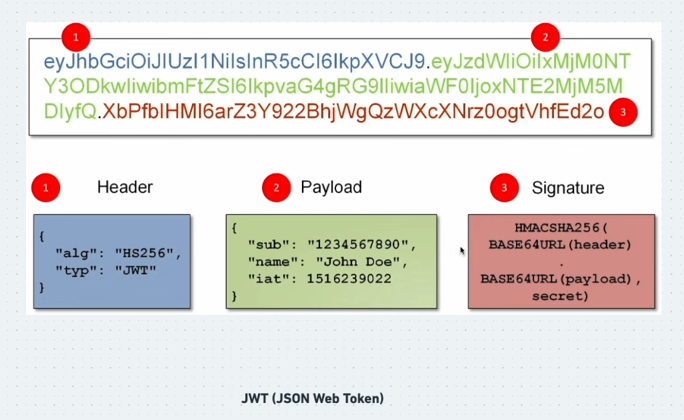 1
2
eyJhbGciOiJIUzI1NiIsInR5cCI6IkpXVCJ9.eyJzdWIiOiIxMjM0NT
Y3ODkwIiwibmFtZSI6IkpvaG4gRG9lIiwiaWF0IjoxNTE2MjM5M
DIyfQ.XbPfbIHMI6arZ3Y922BhjWgQzWXcXNrz0ogtVhfEd2o
3
1 Header
2 Payload
3 Signature
{
"alg": "HS256",
"typ": "JWT"
}
{
"sub": "1234567890",
"name": "John Doe",
"iat": 1516239022
}
HMACSHA256(
BASE64URL(header)
.
BASE64URL(payload),
secret)
JWT (JSON Web Token)